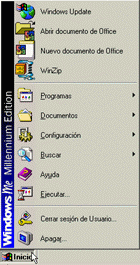 Windows Update
Abrir documento de Office
Nuevo documento de Office
WinZip
Programas
Documentos
Configuración
Buscar
Ayuda
Ejecutar...
Cerrar sesión de Usuario...
Apagar...
Windows Me Millennium Edition
Inicio